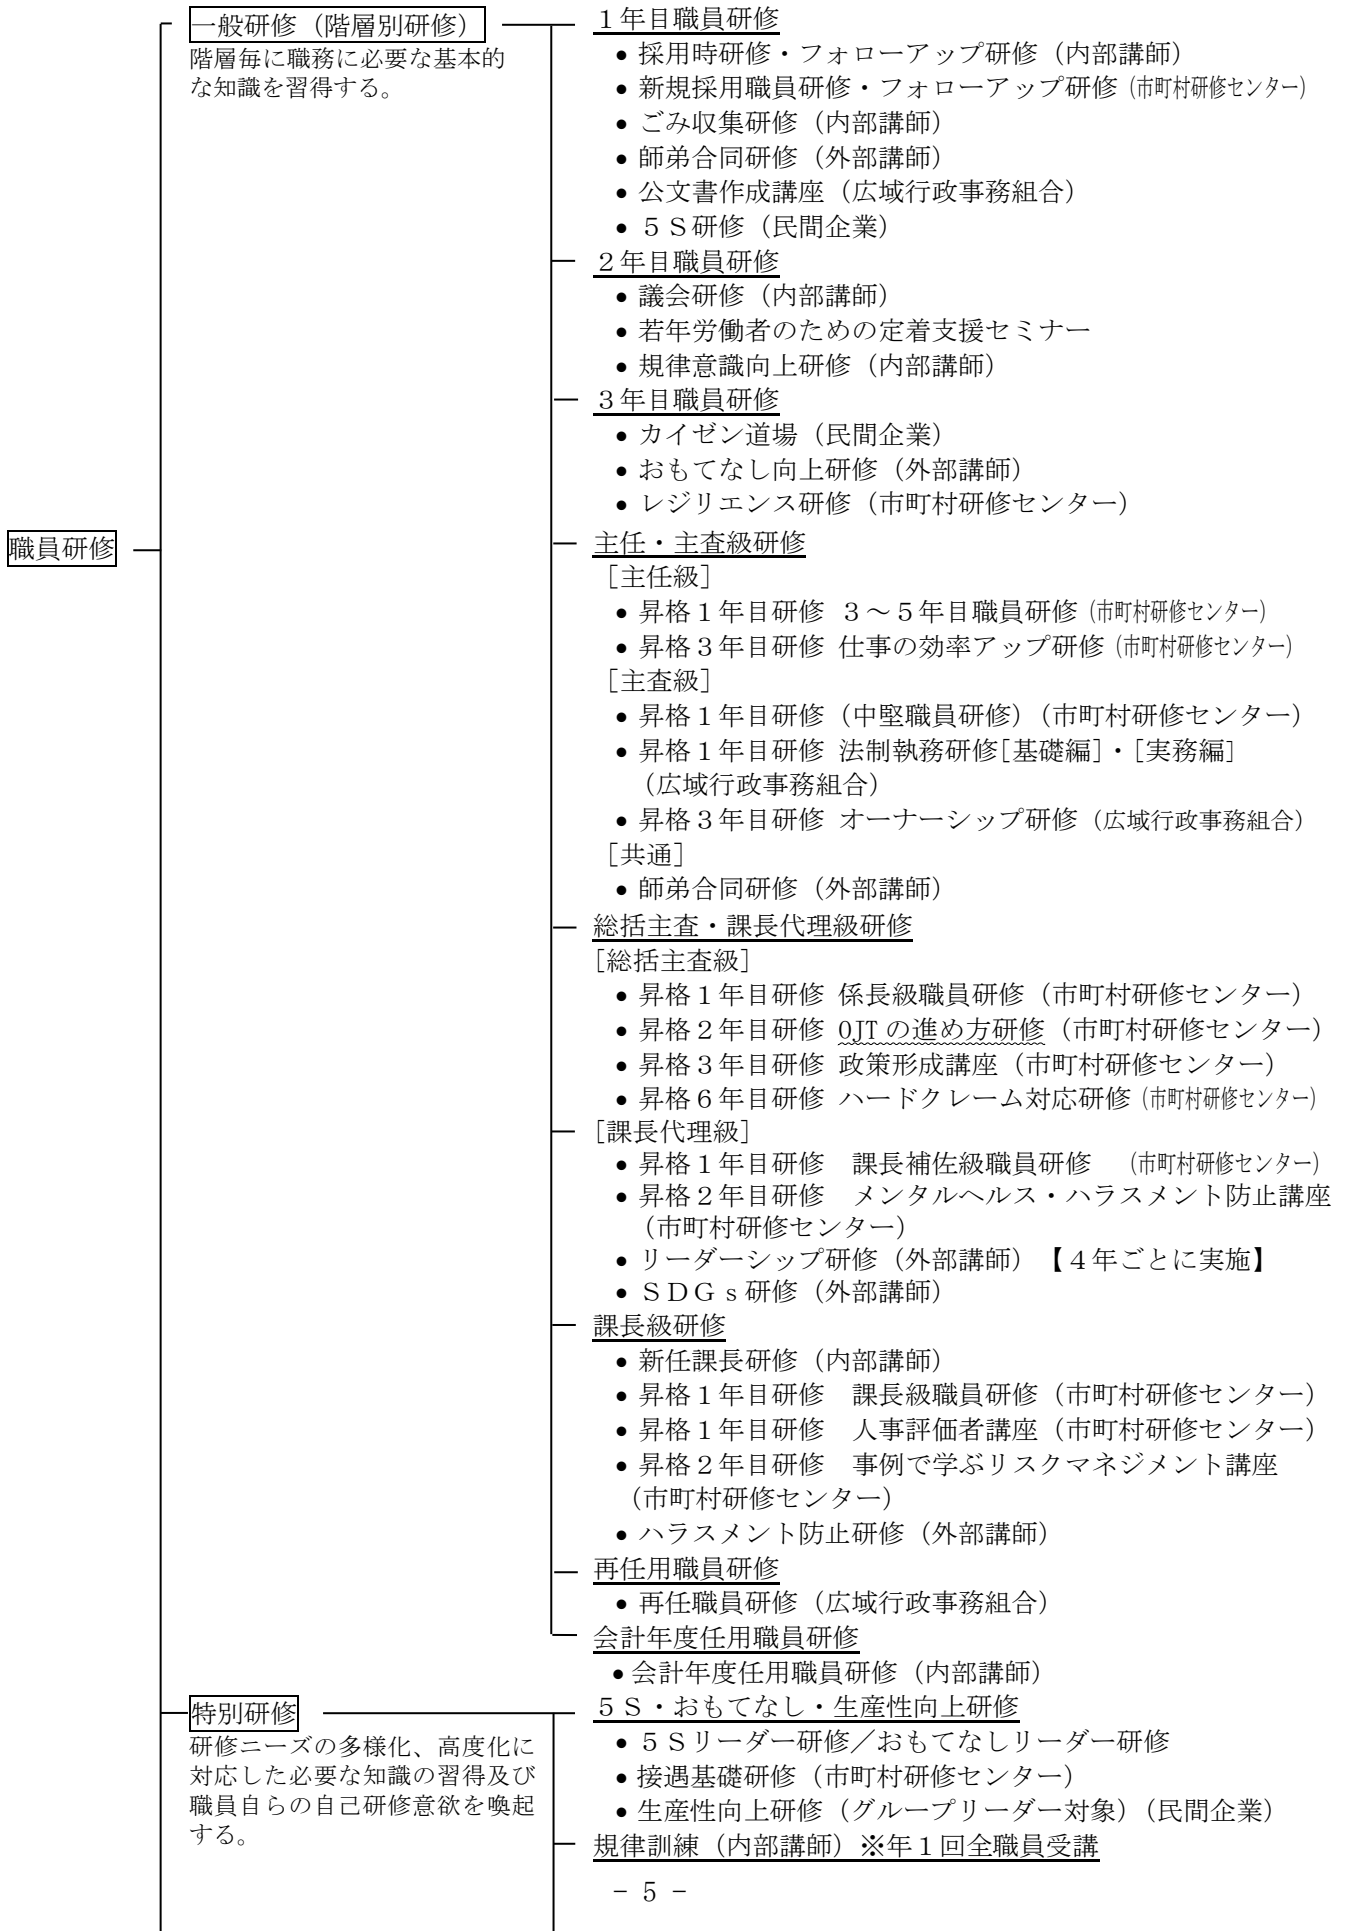 一般研修（階層別研修）
階層毎に職務に必要な基本的
な知識を習得する。
１年目職員研修
● 採用時研修・フォローアップ研修（内部講師）
● 新規採用職員研修・フォローアップ研修（市町村研修センター）
● ごみ収集研修（内部講師）
● 師弟合同研修（外部講師）
● 公文書作成講座（広域行政事務組合）
● ５Ｓ研修（民間企業）
２年目職員研修
● 議会研修（内部講師）
● 若年労働者のための定着支援セミナー
● 規律意識向上研修（内部講師）
３年目職員研修
● カイゼン道場（民間企業）
● おもてなし向上研修（外部講師）
● レジリエンス研修（市町村研修センター）
職員研修
主任・主査級研修
［主任級］
● 昇格１年目研修 ３～５年目職員研修（市町村研修センター）
● 昇格３年目研修 仕事の効率アップ研修（市町村研修センター）
［主査級］
● 昇格１年目研修（中堅職員研修）（市町村研修センター）
● 昇格１年目研修 法制執務研修[基礎編]・[実務編]
（広域行政事務組合）
● 昇格３年目研修 オーナーシップ研修（広域行政事務組合）
［共通］
● 師弟合同研修（外部講師）
総括主査・課長代理級研修
［総括主査級］
● 昇格１年目研修 係長級職員研修（市町村研修センター）
● 昇格２年目研修 OJTの進め方研修（市町村研修センター）
● 昇格３年目研修 政策形成講座（市町村研修センター）
● 昇格６年目研修 ハードクレーム対応研修（市町村研修センター）
［課長代理級］
● 昇格１年目研修　課長補佐級職員研修　（市町村研修センター）
● 昇格２年目研修　メンタルヘルス・ハラスメント防止講座
（市町村研修センター）
● リーダーシップ研修（外部講師）【４年ごとに実施】
● ＳＤＧｓ研修（外部講師）
課長級研修
● 新任課長研修（内部講師）
● 昇格１年目研修　課長級職員研修（市町村研修センター）
● 昇格１年目研修　人事評価者講座（市町村研修センター）
● 昇格２年目研修　事例で学ぶリスクマネジメント講座
（市町村研修センター）
● ハラスメント防止研修（外部講師）
再任用職員研修
● 再任職員研修（広域行政事務組合）
会計年度任用職員研修
● 会計年度任用職員研修（内部講師）
特別研修
研修ニーズの多様化、高度化に
対応した必要な知識の習得及び
職員自らの自己研修意欲を喚起
する。
５Ｓ・おもてなし・生産性向上研修
● ５Ｓリーダー研修／おもてなしリーダー研修
● 接遇基礎研修（市町村研修センター）
● 生産性向上研修（グループリーダー対象）（民間企業）
規律訓練（内部講師）※年１回全職員受講
- 5 -